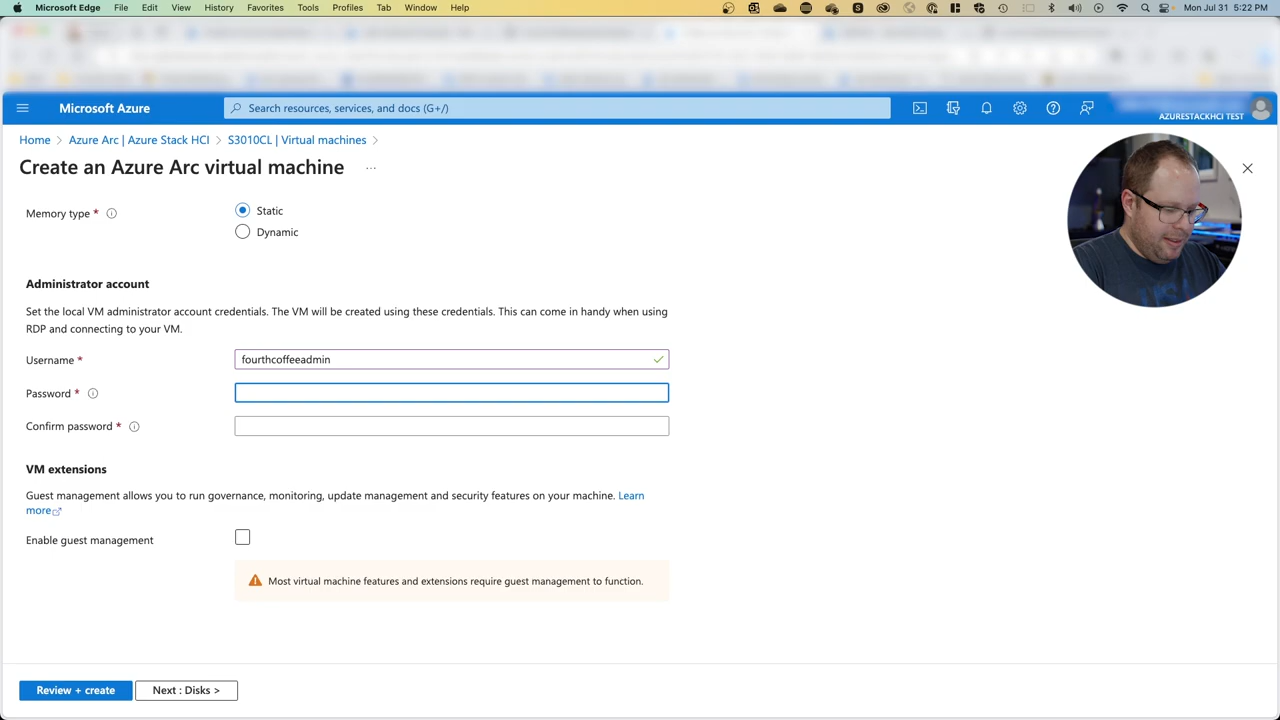 Microsoft Edge File Edit View History Favorites Tools Profiles Tab Window Help Mon Jul 31 5:22 PM
Microsoft Azure Search resources, services, and docs (G+/)
AZURESTACKHCI TEST
Home > Azure Arc | Azure Stack HCI > S3010CL | Virtual machines >
Create an Azure Arc virtual machine ...
Memory type *
Static
Dynamic
Administrator account
Set the local VM administrator account credentials. The VM will be created using these credentials. This can come in handy when using
RDP and connecting to your VM.
Username * fourthcoffeeadmin
Password *
Confirm password *
VM extensions
Guest management allows you to run governance, monitoring, update management and security features on your machine. Learn
more
Enable guest management
Most virtual machine features and extensions require guest management to function.
Review + create Next : Disks >